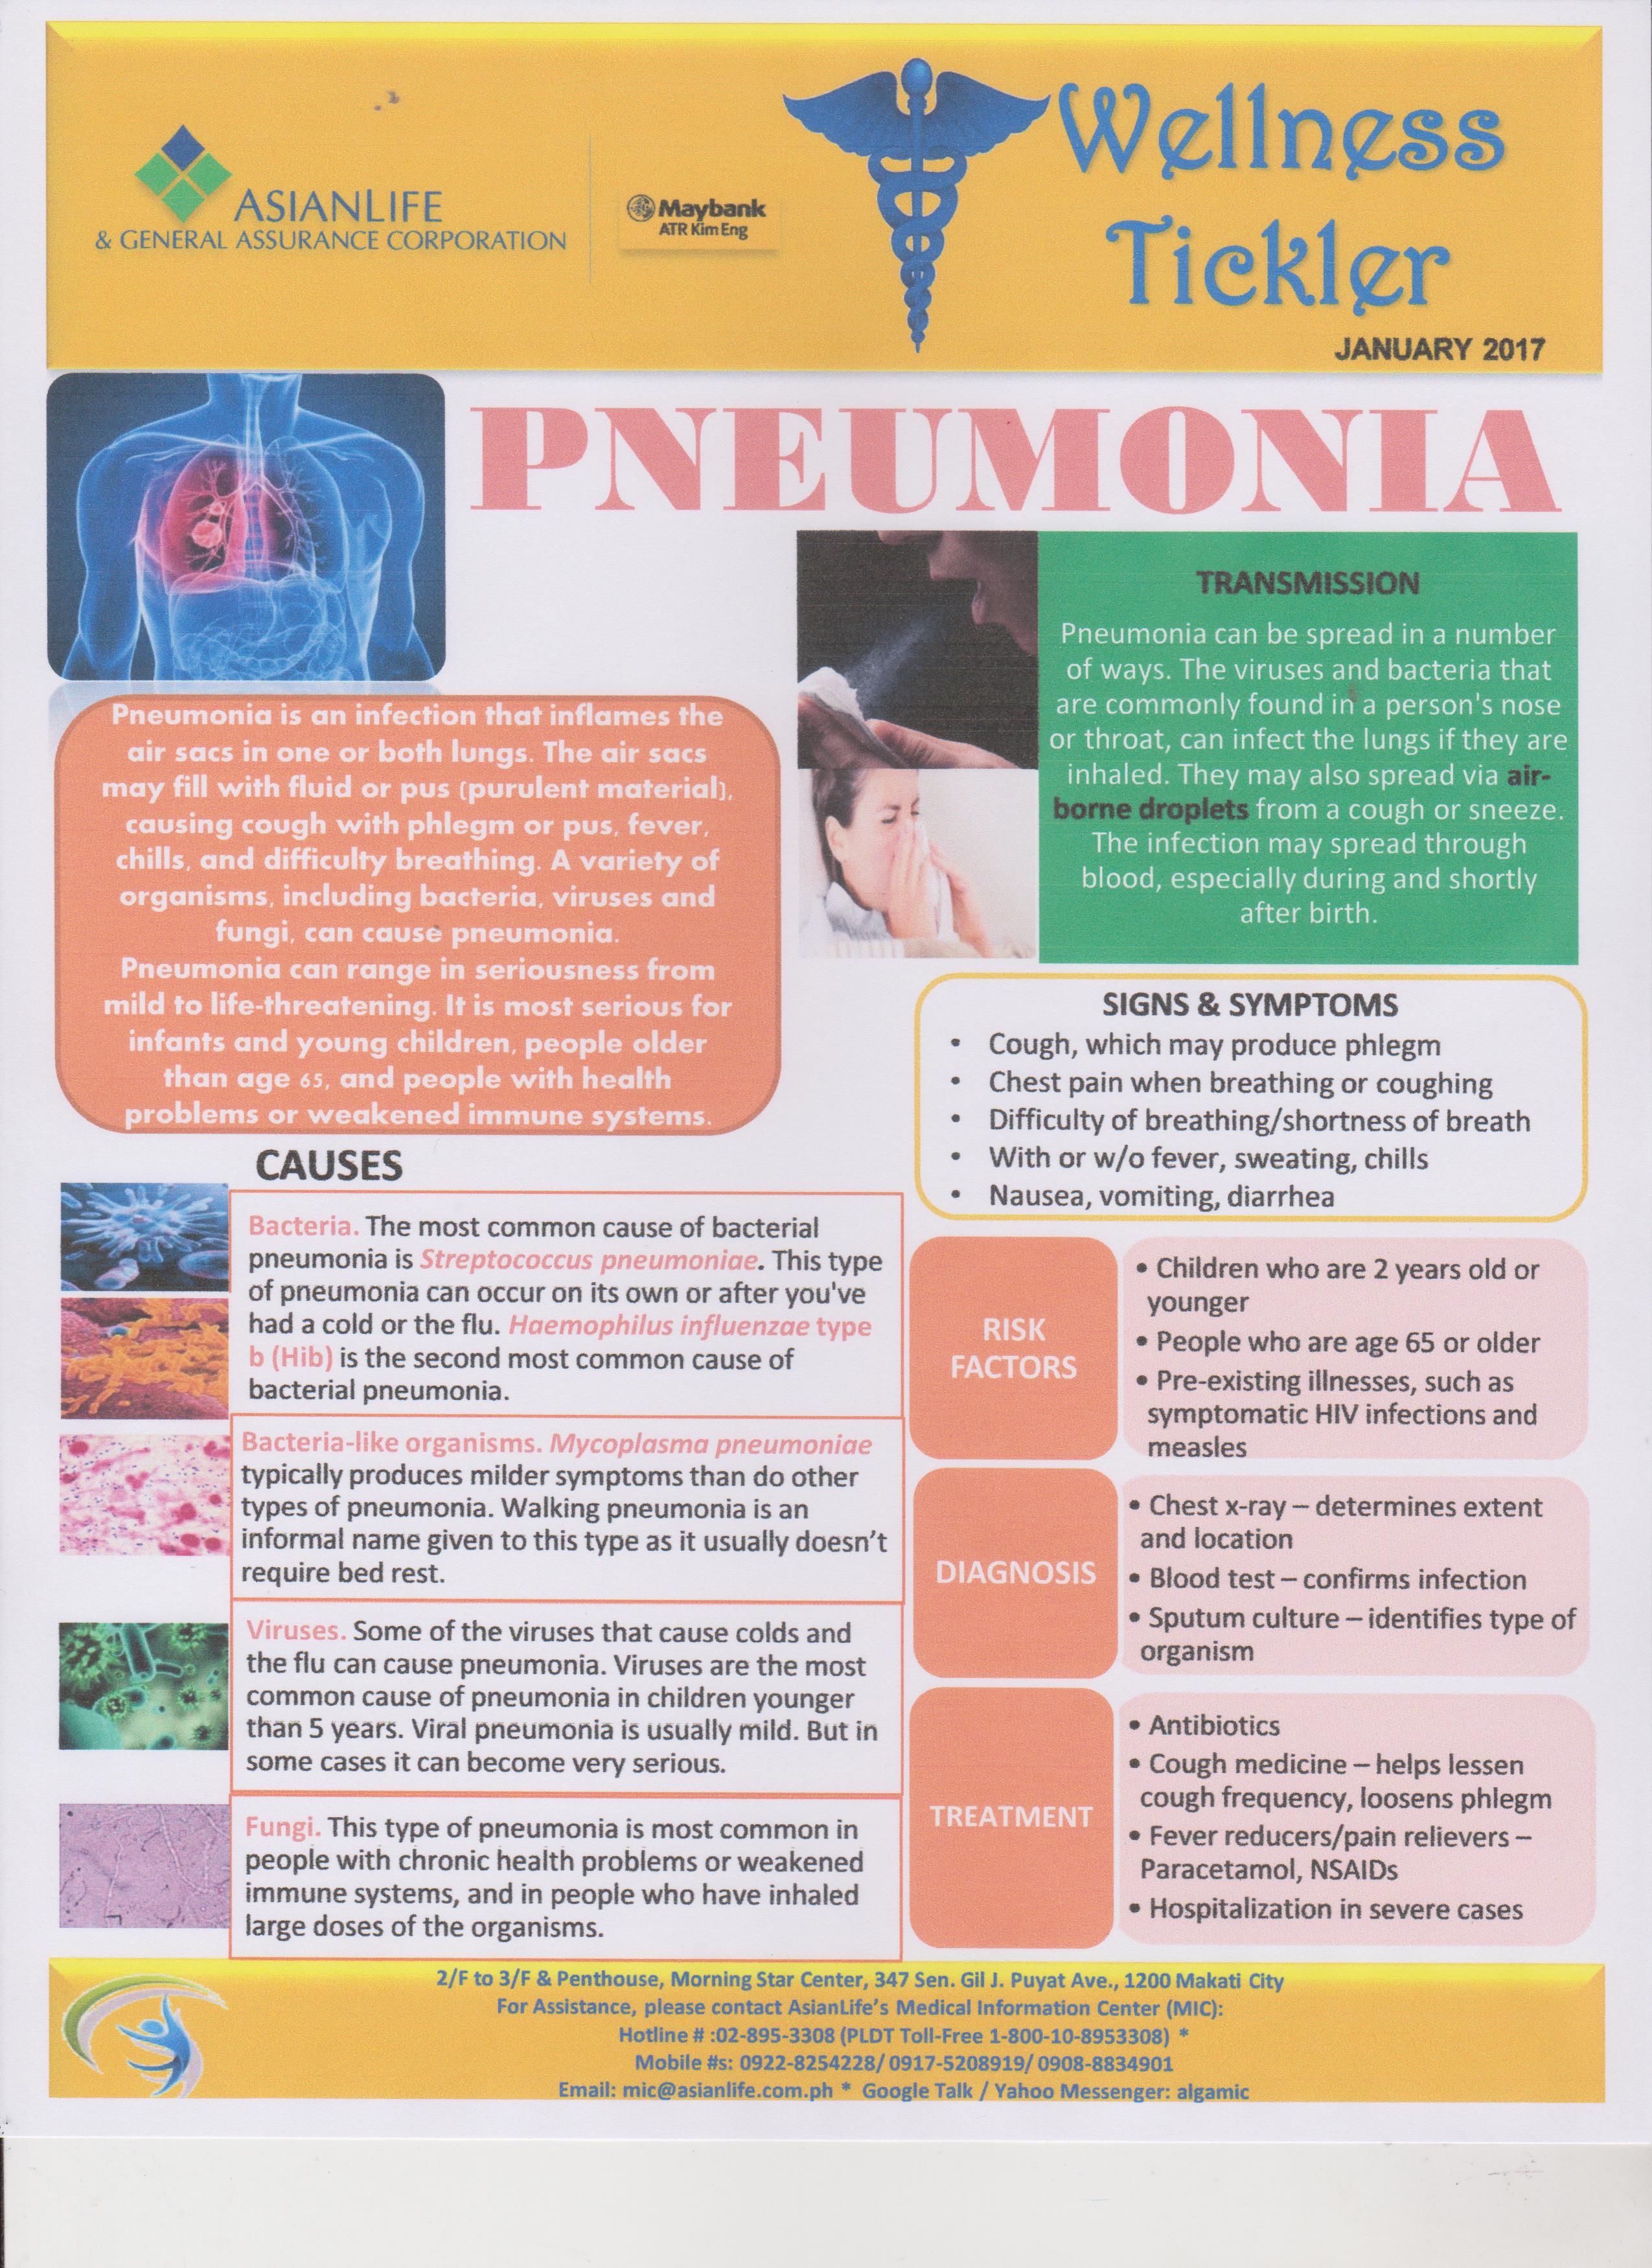 ASIANLIFE
& GENERAL ASSURANCE CORPORATION
Maybank
ATR Kim Eng
Wellness
Tickler
JANUARY 2017
PNEUMONIA
Pneumonia is an infection that inflames the
air sacs in one or both lungs. The air sacs
may fill with fluid or pus (purulent material),
causing cough with phlegm or pus, fever,
chills, and difficulty breathing. A variety of
organisms, including bacteria, viruses and
fungi, can cause pneumonia.
Pneumonia can range in seriousness from
mild to life-threatening. It is most serious for
infants and young children, people older
than age 65, and people with health
problems or weakened immune systems.
TRANSMISSION
Pneumonia can be spread in a number
of ways. The viruses and bacteria that
are commonly found in a person's nose
or throat, can infect the lungs if they are
inhaled. They may also spread via air-
borne droplets from a cough or sneeze.
The infection may spread through
blood, especially during and shortly
after birth.
SIGNS & SYMPTOMS
• Cough, which may produce phlegm
• Chest pain when breathing or coughing
• Difficulty of breathing/shortness of breath
• With or w/o fever, sweating, chills
• Nausea, vomiting, diarrhea
CAUSES
Bacteria. The most common cause of bacterial
pneumonia is Streptococcus pneumoniae. This type
of pneumonia can occur on its own or after you've
had a cold or the flu. Haemophilus influenzae type
b (Hib) is the second most common cause of
bacterial pneumonia.
Bacteria-like organisms. Mycoplasma pneumoniae
typically produces milder symptoms than do other
types of pneumonia. Walking pneumonia is an
informal name given to this type as it usually doesn’t
require bed rest.
Viruses. Some of the viruses that cause colds and
the flu can cause pneumonia. Viruses are the most
common cause of pneumonia in children younger
than 5 years. Viral pneumonia is usually mild. But in
some cases it can become very serious.
Fungi. This type of pneumonia is most common in
people with chronic health problems or weakened
immune systems, and in people who have inhaled
large doses of the organisms.
RISK
FACTORS
• Children who are 2 years old or
younger
• People who are age 65 or older
• Pre-existing illnesses, such as
symptomatic HIV infections and
measles
DIAGNOSIS
• Chest x-ray – determines extent
and location
• Blood test – confirms infection
• Sputum culture – identifies type of
organism
TREATMENT
• Antibiotics
• Cough medicine – helps lessen
cough frequency, loosens phlegm
• Fever reducers/pain relievers –
Paracetamol, NSAIDs
• Hospitalization in severe cases
2/F to 3/F & Penthouse, Morning Star Center, 347 Sen. Gil J. Puyat Ave., 1200 Makati City
For Assistance, please contact AsianLife’s Medical Information Center (MIC):
Hotline # :02-895-3308 (PLDT Toll-Free 1-800-10-8953308) *
Mobile #s: 0922-8254228/ 0917-5208919/ 0908-8834901
Email: mic@asianlife.com.ph * Google Talk / Yahoo Messenger: algamic